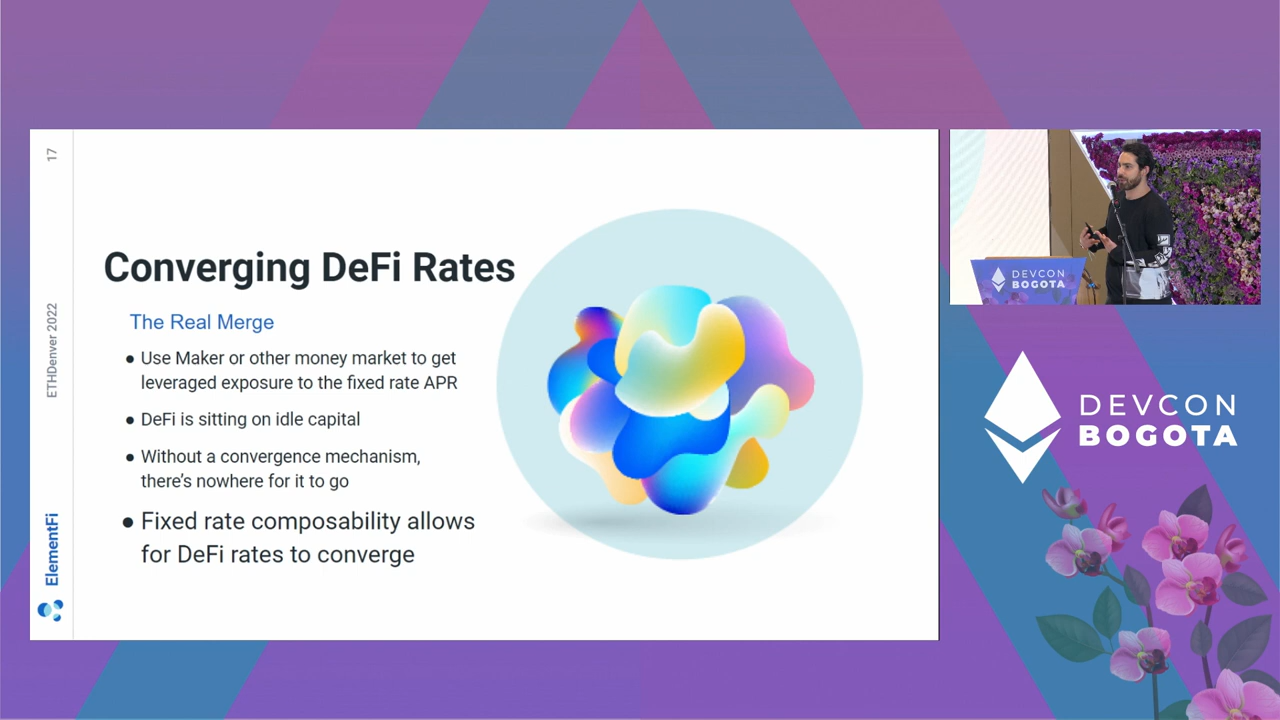 17
ETHDenver 2022
ElementFi
Converging DeFi Rates
The Real Merge
● Use Maker or other money market to get
leveraged exposure to the fixed rate APR
● DeFi is sitting on idle capital
● Without a convergence mechanism,
there's nowhere for it to go
● Fixed rate composability allows
for DeFi rates to converge
DEVCON
BOGOTA
DEVCON
BOGOTA